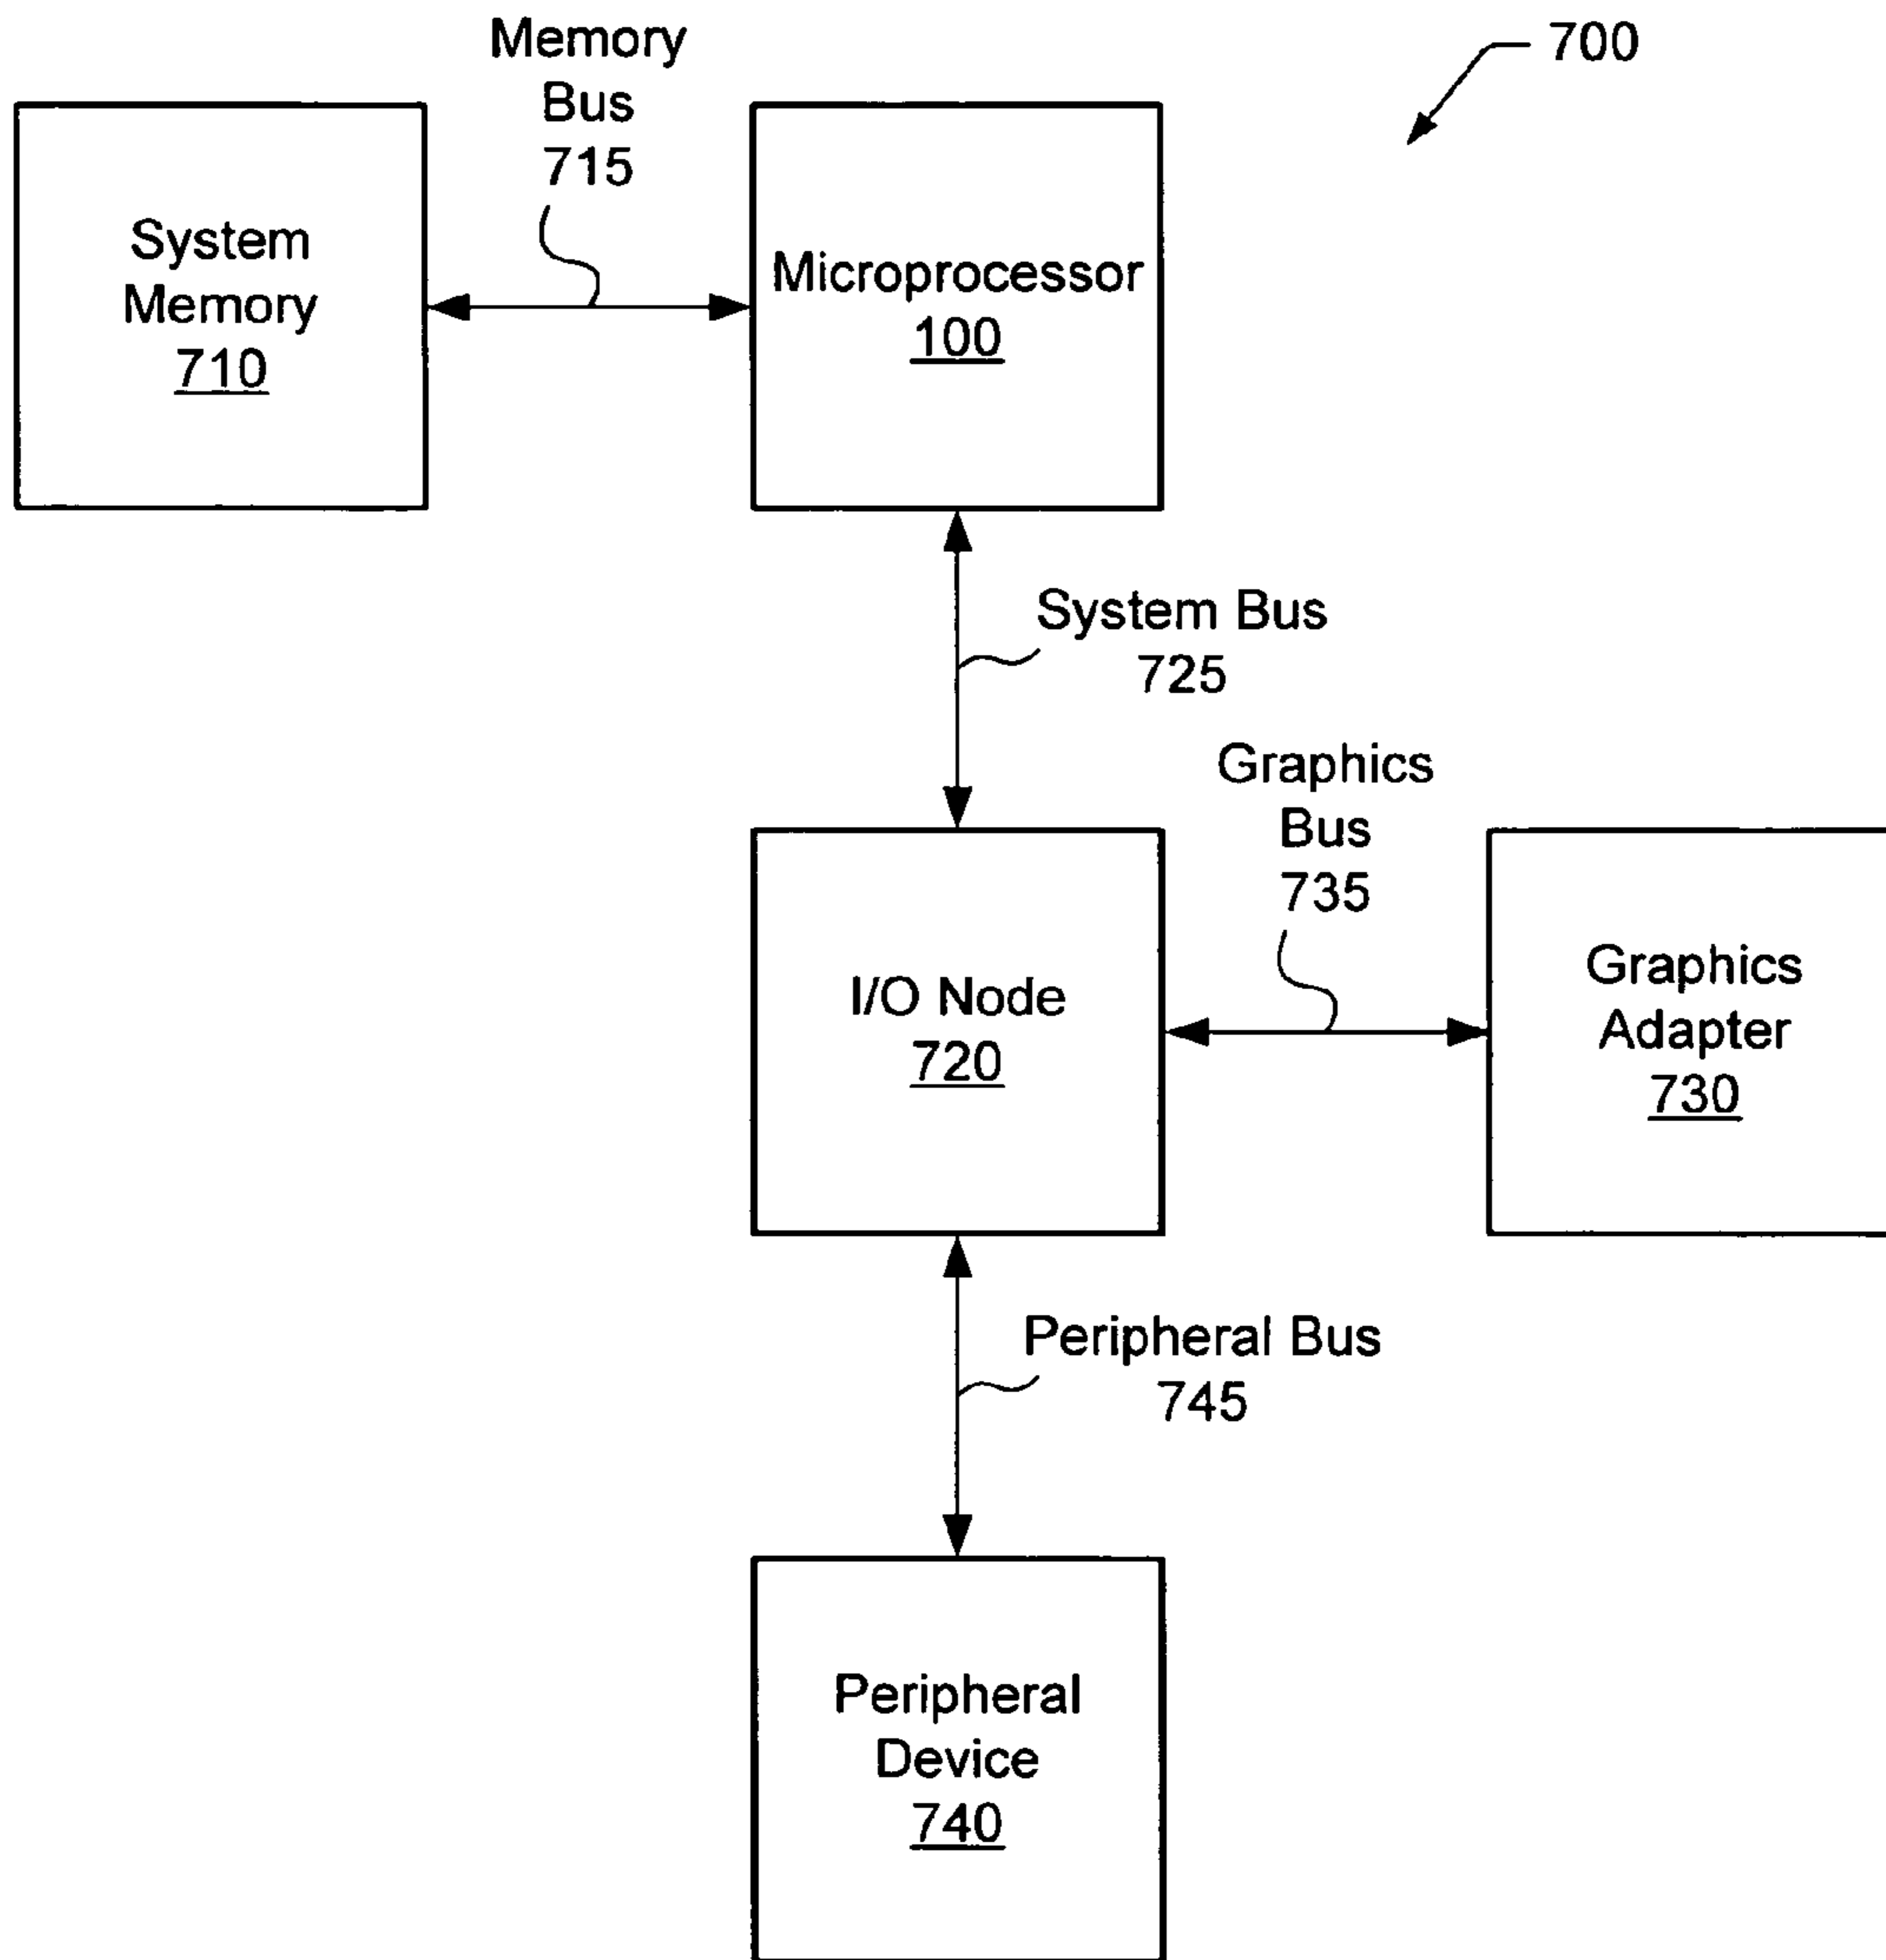 700
Memory
Bus
715
System
Memory
710
Microprocessor
100
System Bus
725
Graphics
Bus
735
I/O Node
720
Graphics
Adapter
730
Peripheral Bus
745
Peripheral
Device
740